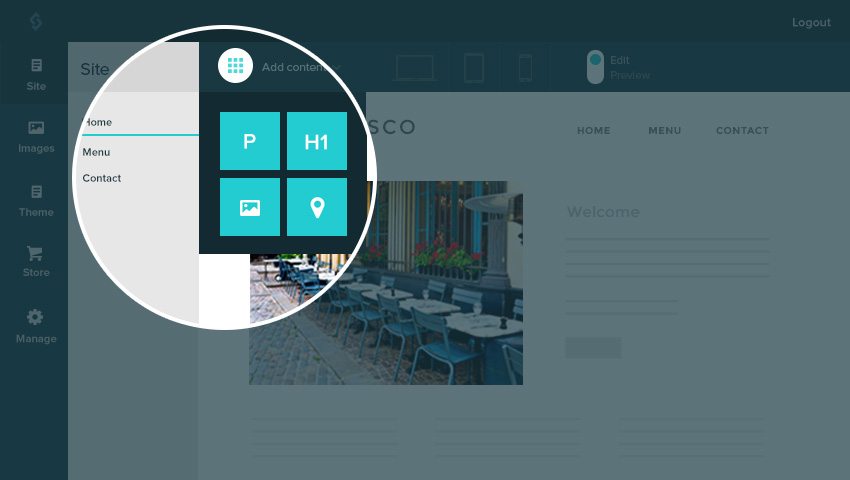 Logout
Site
Images
Theme
Store
Manage
Site
Home
Menu
Contact
Add content
P
H1
Edit
Preview
SCO
HOME
MENU
CONTACT
Welcome